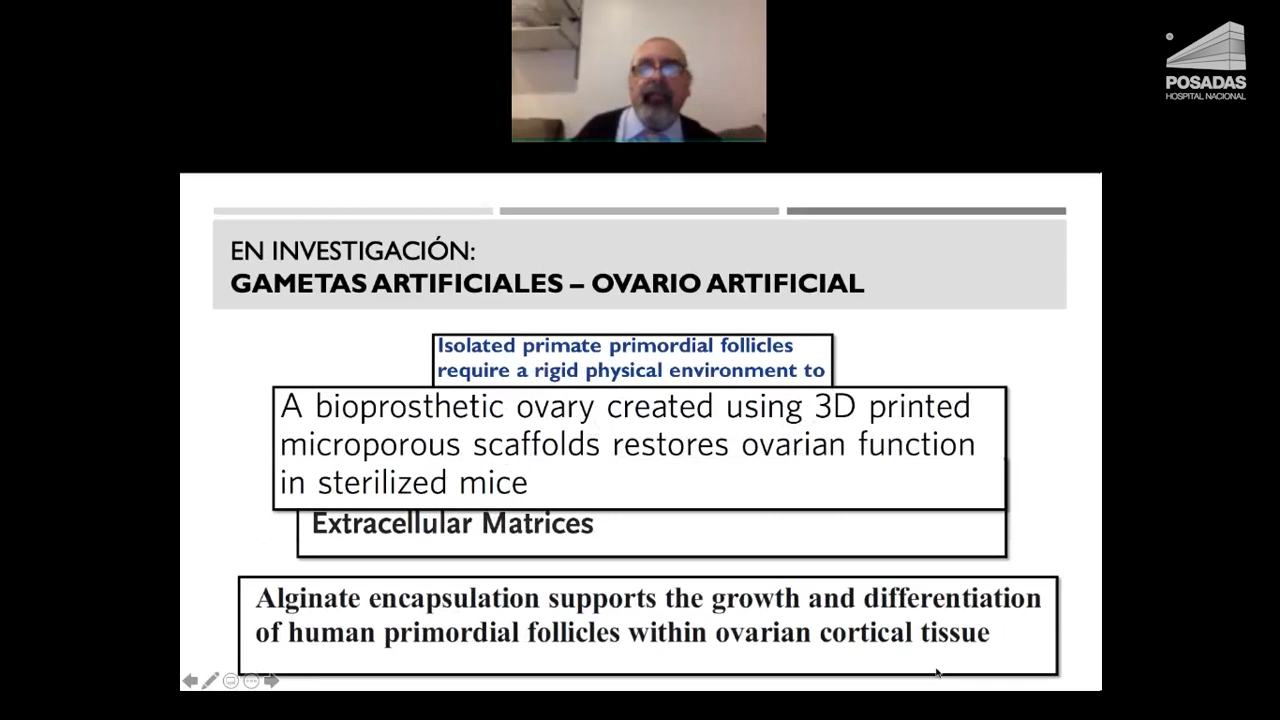 POSADAS
HOSPITAL NACIONAL
EN INVESTIGACIÓN:
GAMETAS ARTIFICIALES – OVARIO ARTIFICIAL
Isolated primate primordial follicles
require a rigid physical environment to
A bioprosthetic ovary created using 3D printed
microporous scaffolds restores ovarian function
in sterilized mice
Extracellular Matrices
Alginate encapsulation supports the growth and differentiation
of human primordial follicles within ovarian cortical tissue